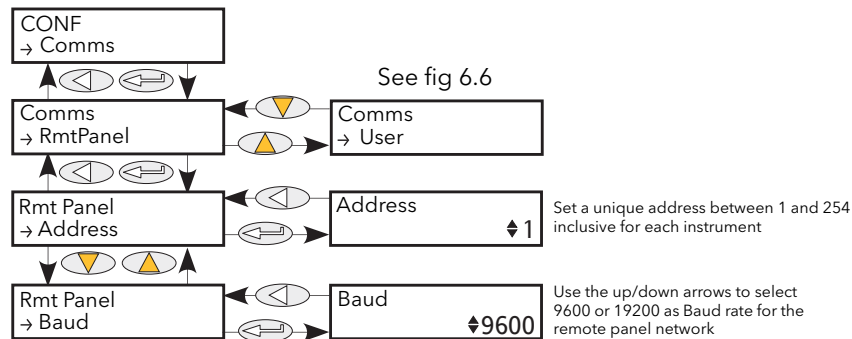 CONF
→ Comms
See fig 6.6
Comms
→ RmtPanel
Comms
→ User
Rmt Panel
→ Address
Address
1
Set a unique address between 1 and 254
inclusive for each instrument
Rmt Panel
→ Baud
Baud
9600
Use the up/down arrows to select
9600 or 19200 as Baud rate for the
remote panel network